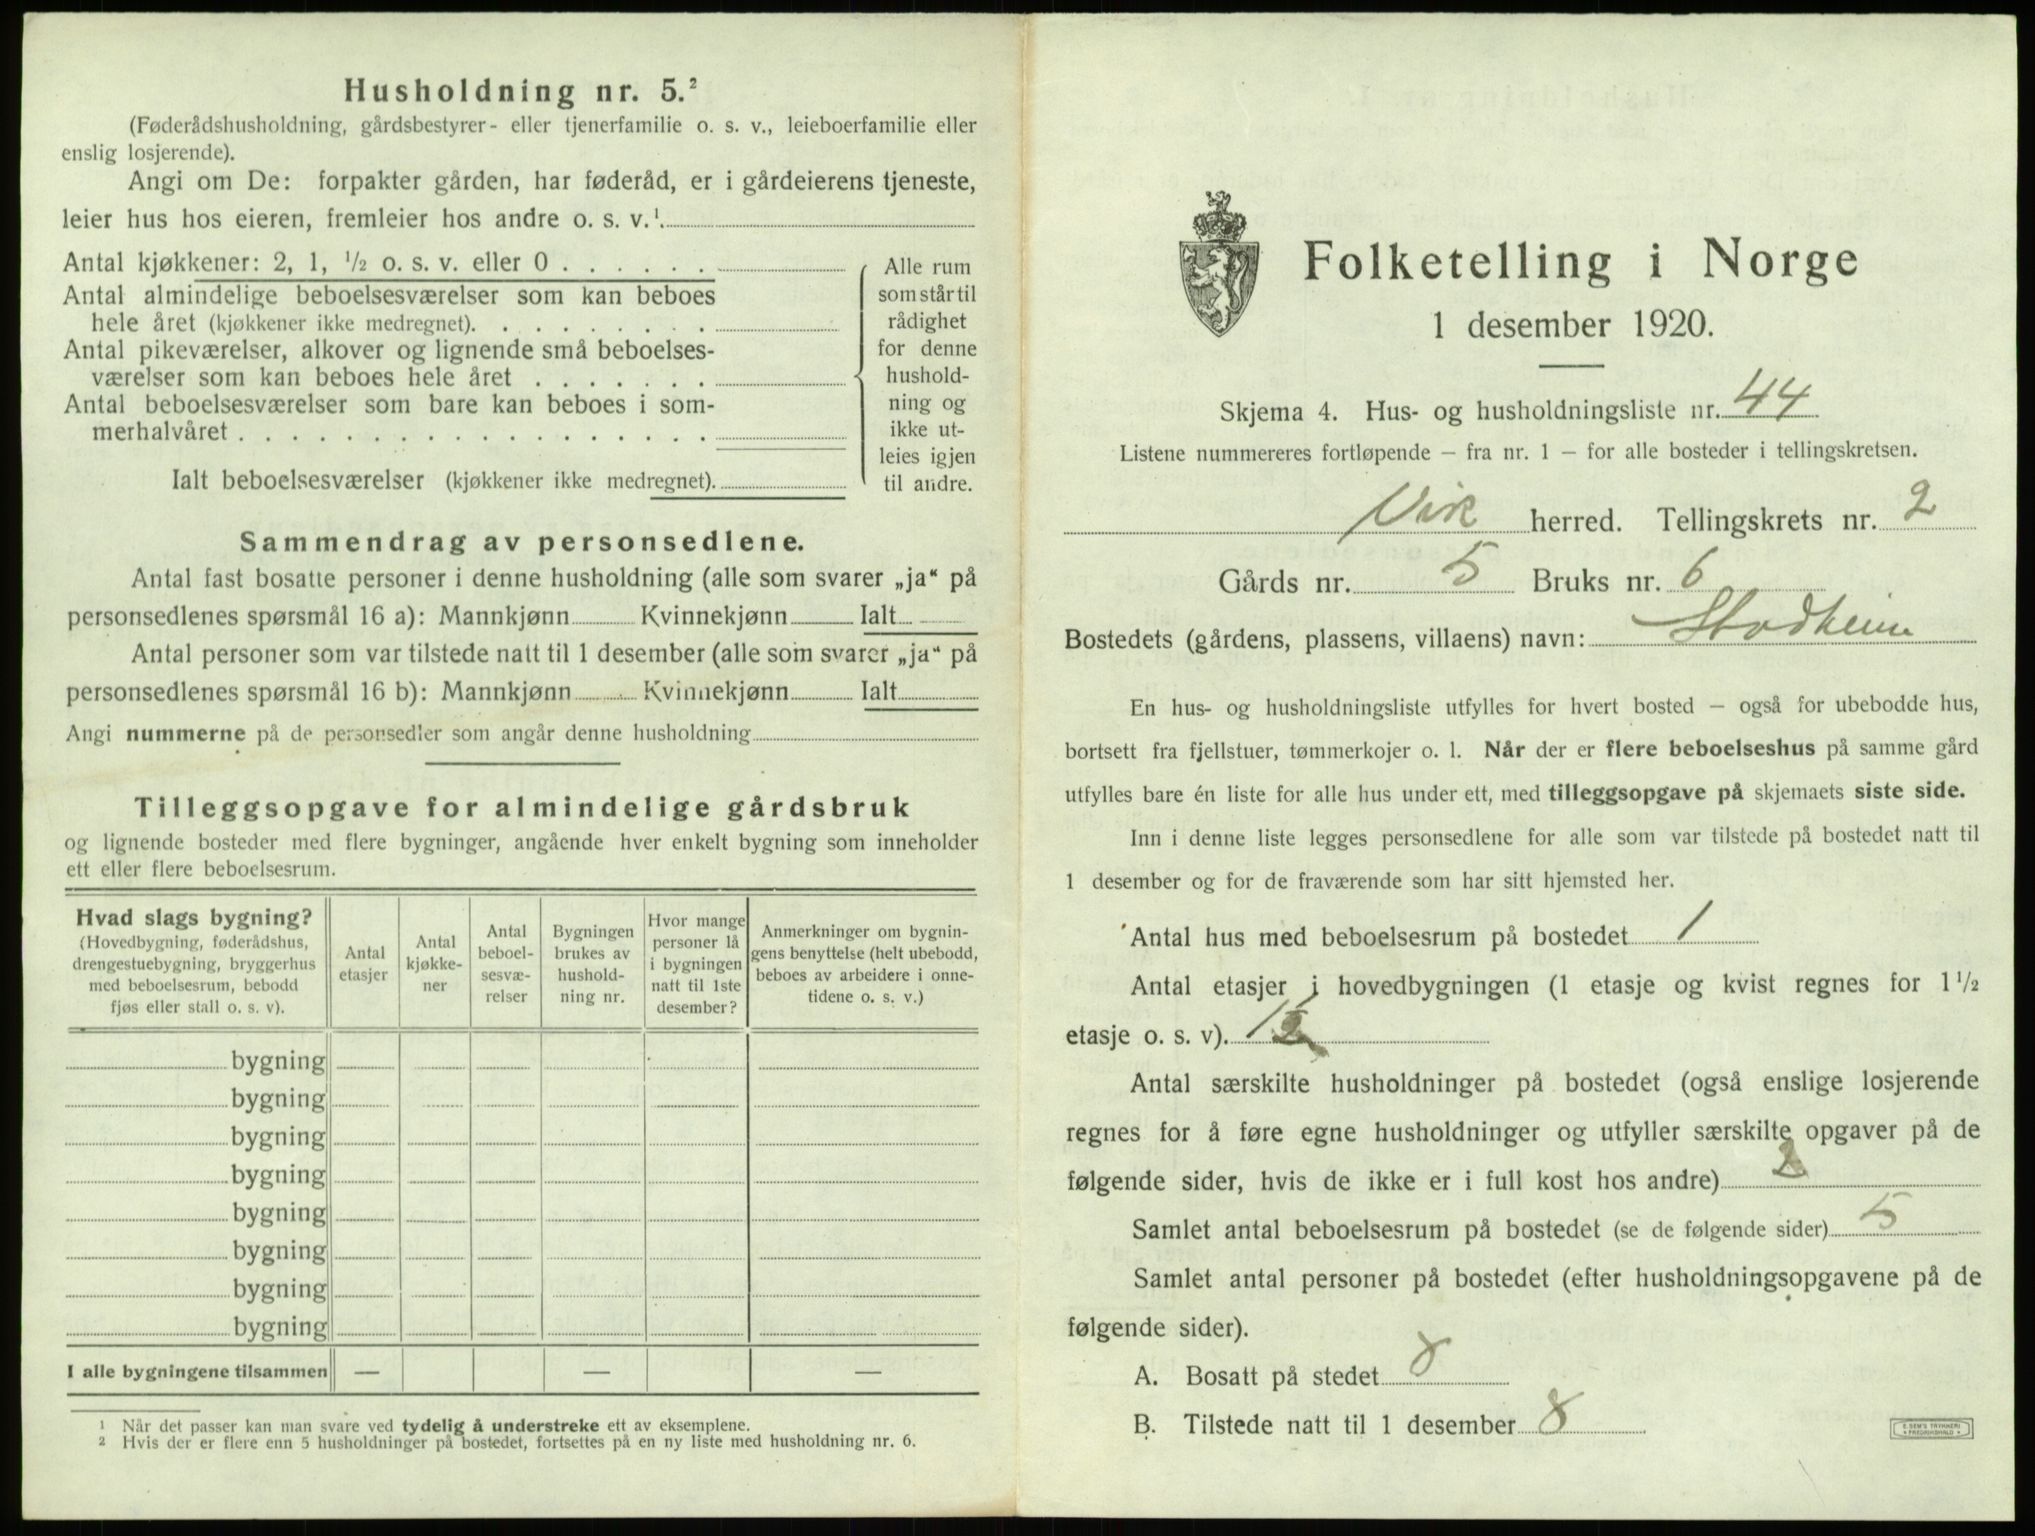 Husholdning nr. 5.²
(Føderådshusholdning, gårdsbestyrer- eller tjenerfamilie o. s. v., leieboerfamilie eller
enslig losjerende).
Angi om De: forpakter gården, har føderåd, er i gårdeierens tjeneste,
leier hus hos eieren, fremleier hos andre o. s. v.¹
Antal kjøkkener: 2, 1, ½ o. s. v. eller 0 . . . . . .
Antal almindelige beboelsesværelser som kan beboes
hele året (kjøkkener ikke medregnet). . . . . . . . .
Antal pikeværelser, alkover og lignende små beboelses-
værelser som kan beboes hele året . . . . . . .
Antal beboelsesværelser som bare kan beboes i som-
merhalvåret . . . . . . . . . . . . . . . . . .
Ialt beboelsesværelser (kjøkkener ikke medregnet).
Alle rum
som står til
rådighet
for denne
hushold-
ning og
ikke ut-
leies igjen
til andre.
Sammendrag av personsedlene.
Antal fast bosatte personer i denne husholdning (alle som svarer „ja“ på
personsedlenes spørsmål 16 a): Mannkjønn Kvinnekjønn Ialt
Antal personer som var tilstede natt til 1 desember (alle som svarer „ja“ på
personsedlenes spørsmål 16 b): Mannkjønn Kvinnekjønn Ialt
Angi nummerne på de personsedler som angår denne husholdning
Tilleggsopgave for almindelige gårdsbruk
og lignende bosteder med flere bygninger, angående hver enkelt bygning som inneholder
ett eller flere beboelsesrum.
Hvad slags bygning?
(Hovedbygning, føderådshus,
drengestuebygning, bryggerhus
med beboelsesrum, bebodd
fjøs eller stall o. s. v).
Antal
etasjer
Antal
kjøkke-
ner
Antal
beboel-
sesvæ-
relser
Bygningen
brukes av
hushold-
ning nr.
Hvor mange
personer lå
i bygningen
natt til 1ste
desember?
Anmerkninger om bygnin-
gens benyttelse (helt ubebodd,
beboes av arbeidere i onne-
tidene o. s. v.)
bygning
bygning
bygning
bygning
bygning
bygning
bygning
bygning
I alle bygningene tilsammen — — —
¹ Når det passer kan man svare ved tydelig å understreke ett av eksemplene.
² Hvis der er flere enn 5 husholdninger på bostedet, fortsettes på en ny liste med husholdning nr. 6.
Folketelling i Norge
1 desember 1920.
Skjema 4. Hus- og husholdningsliste nr. 44
Listene nummereres fortløpende – fra nr. 1 – for alle bosteder i tellingskretsen.
Vik herred. Tellingskrets nr. 2
Gårds nr. 5 Bruks nr. 6
Bostedets (gårdens, plassens, villaens) navn: Stodheim
En hus- og husholdningsliste utfylles for hvert bosted – også for ubebodde hus,
bortsett fra fjellstuer, tømmerkojer o. l. Når der er flere beboelseshus på samme gård
utfylles bare én liste for alle hus under ett, med tilleggsopgave på skjemaets siste side.
Inn i denne liste legges personsedlene for alle som var tilstede på bostedet natt til
1 desember og for de fraværende som har sitt hjemsted her.
Antal hus med beboelsesrum på bostedet 1
Antal etasjer i hovedbygningen (1 etasje og kvist regnes for 1½
etasje o. s. v). 1
Antal særskilte husholdninger på bostedet (også enslige losjerende
regnes for å føre egne husholdninger og utfyller særskilte opgaver på de
følgende sider, hvis de ikke er i full kost hos andre) 2
Samlet antal beboelsesrum på bostedet (se de følgende sider) 5
Samlet antal personer på bostedet (efter husholdningsopgavene på de
følgende sider).
A. Bosatt på stedet 8
B. Tilstede natt til 1 desember 8
E. SEM'S TRYKKERI
FREDRIKSHALD